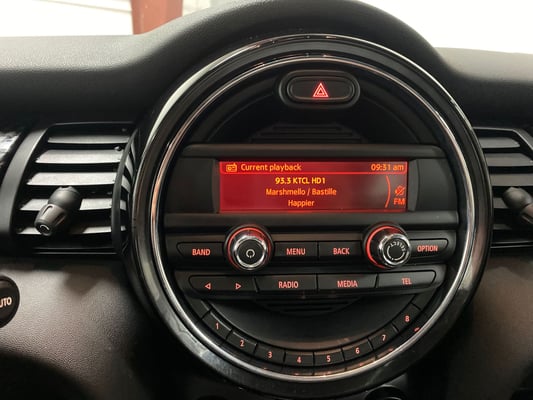 Current playback 09:31 am
93.3 KTCL HD1
Marshmello / Bastille
Happier
FM
BAND MENU BACK OPTION
RADIO MEDIA TEL
1 2 3 4 5 6 7 8
AUTO